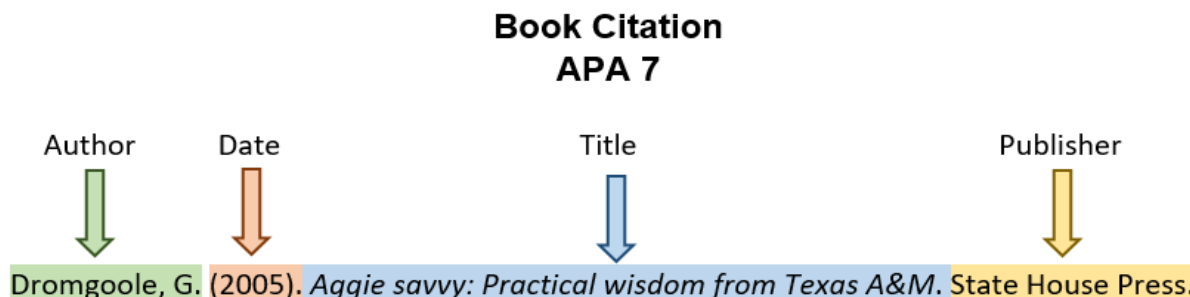 Book Citation
APA 7
Author Date Title Publisher
Dromgoole, G. (2005). Aggie savvy: Practical wisdom from Texas A&M. State House Press.